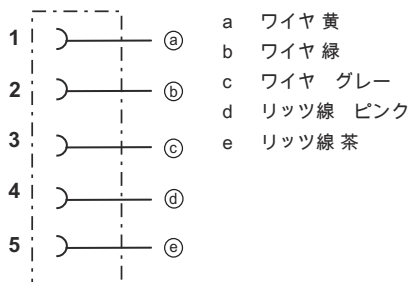 1 ⓐ
2 ⓑ
3 ⓒ
4 ⓓ
5 ⓔ
a ワイヤ 黄
b ワイヤ 緑
c ワイヤ　グレー
d リッツ線　ピンク
e リッツ線 茶